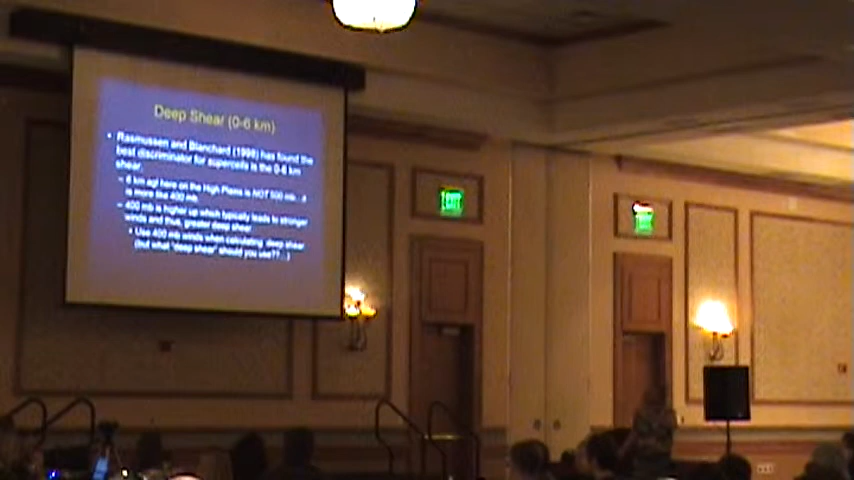 Deep Shear (0-6 km)
• Rasmussen and Blanchard (1998) has found the
best discriminator for supercells is the 0-6 km
shear.
– 6 km agl here on the High Plains is NOT 500 mb... it
is more like 400 mb.
– 400 mb is higher up which typically leads to stronger
winds and thus, greater deep shear.
• Use 400 mb winds when calculating deep shear
(but what "deep shear" should you use??...)
EXIT
EXIT